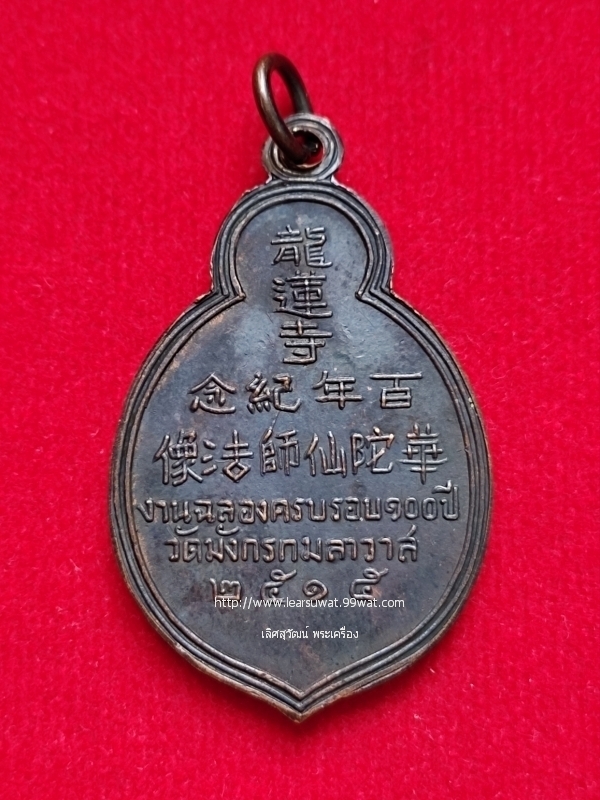 龍蓮寺
百年紀念
華陀仙師法像
งานฉลองครบรอบ๑๐๐ปี
วัดมังกรกมลาวาส
๒๕๑๕
http://www.learsuwat.99wat.com
เลิศสุวัฒน์ พระเครื่อง